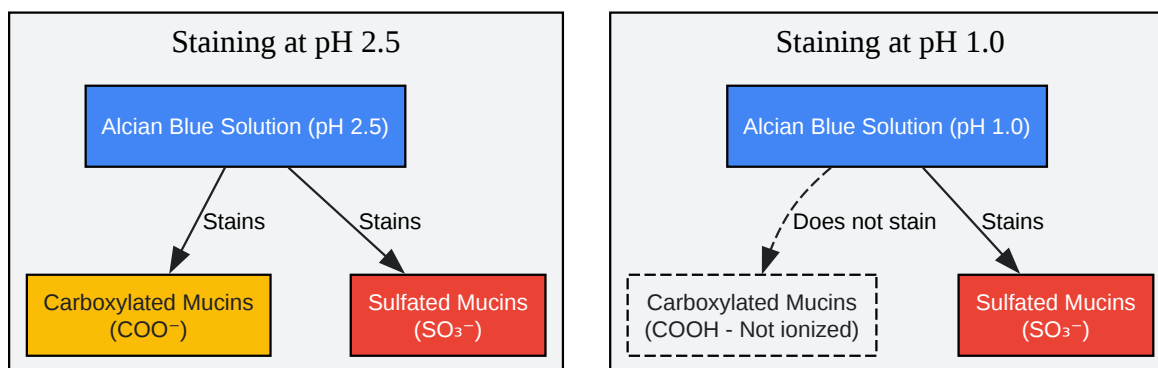 Staining at pH 2.5
Alcian Blue Solution (pH 2.5)
Stains
Stains
Carboxylated Mucins
(COO⁻)
Sulfated Mucins
(SO₃⁻)
Staining at pH 1.0
Alcian Blue Solution (pH 1.0)
Does not stain
Stains
Carboxylated Mucins
(COOH - Not ionized)
Sulfated Mucins
(SO₃⁻)